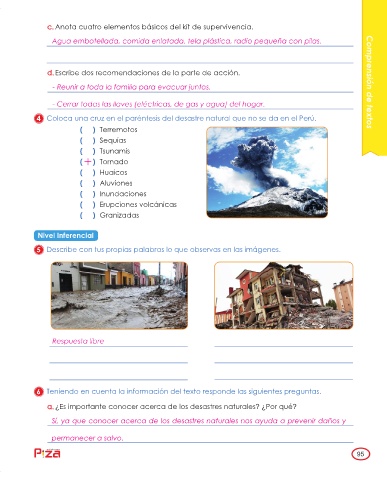 c. Anota cuatro elementos básicos del kit de supervivencia.
Agua embotellada, comida enlatada, tela plástica, radio pequeña con pilas.
d. Escribe dos recomendaciones de la parte de acción.
- Reunir a toda la familia para evacuar juntos.
- Cerrar todas las llaves (eléctricas, de gas y agua) del hogar.
Comprensión de textos
4 Coloca una cruz en el paréntesis del desastre natural que no se da en el Perú.
( ) Terremotos
( ) Sequías
( ) Tsunamis
( + ) Tornado
( ) Huaicos
( ) Aluviones
( ) Inundaciones
( ) Erupciones volcánicas
( ) Granizadas
Nivel Inferencial
5 Describe con tus propias palabras lo que observas en las imágenes.
Respuesta libre
6 Teniendo en cuenta la información del texto responde las siguientes preguntas.
a. ¿Es importante conocer acerca de los desastres naturales? ¿Por qué?
Sí, ya que conocer acerca de los desastres naturales nos ayuda a prevenir daños y
permanecer a salvo.
95